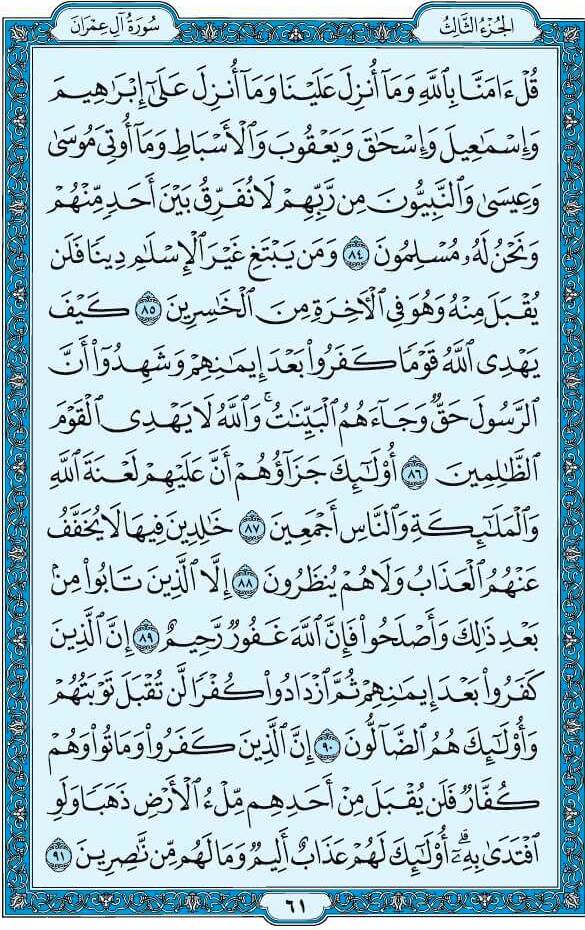 الجزء الثالث
سورة آل عمران
قُلْ ءَامَنَّا بِٱللَّهِ وَمَآ أُنزِلَ عَلَيْنَا وَمَآ أُنزِلَ عَلَىٰٓ إِبْرَٰهِيمَ
وَإِسْمَٰعِيلَ وَإِسْحَٰقَ وَيَعْقُوبَ وَٱلْأَسْبَاطِ وَمَآ أُوتِىَ مُوسَىٰ
وَعِيسَىٰ وَٱلنَّبِيُّونَ مِن رَّبِّهِمْ لَا نُفَرِّقُ بَيْنَ أَحَدٍ مِّنْهُمْ
وَنَحْنُ لَهُۥ مُسْلِمُونَ ٨٤ وَمَن يَبْتَغِ غَيْرَ ٱلْإِسْلَٰمِ دِينًا فَلَن
يُقْبَلَ مِنْهُ وَهُوَ فِى ٱلْءَاخِرَةِ مِنَ ٱلْخَٰسِرِينَ ٨٥ كَيْفَ
يَهْدِى ٱللَّهُ قَوْمًا كَفَرُوا۟ بَعْدَ إِيمَٰنِهِمْ وَشَهِدُوٓا۟ أَنَّ
ٱلرَّسُولَ حَقٌّ وَجَآءَهُمُ ٱلْبَيِّنَٰتُ ۚ وَٱللَّهُ لَا يَهْدِى ٱلْقَوْمَ
ٱلظَّٰلِمِينَ ٨٦ أُو۟لَٰٓئِكَ جَزَآؤُهُمْ أَنَّ عَلَيْهِمْ لَعْنَةَ ٱللَّهِ
وَٱلْمَلَٰٓئِكَةِ وَٱلنَّاسِ أَجْمَعِينَ ٨٧ خَٰلِدِينَ فِيهَا لَا يُخَفَّفُ
عَنْهُمُ ٱلْعَذَابُ وَلَا هُمْ يُنظَرُونَ ٨٨ إِلَّا ٱلَّذِينَ تَابُوا۟ مِنۢ
بَعْدِ ذَٰلِكَ وَأَصْلَحُوا۟ فَإِنَّ ٱللَّهَ غَفُورٌ رَّحِيمٌ ٨٩ إِنَّ ٱلَّذِينَ
كَفَرُوا۟ بَعْدَ إِيمَٰنِهِمْ ثُمَّ ٱزْدَادُوا۟ كُفْرًا لَّن تُقْبَلَ تَوْبَتُهُمْ
وَأُو۟لَٰٓئِكَ هُمُ ٱلضَّآلُّونَ ٩٠ إِنَّ ٱلَّذِينَ كَفَرُوا۟ وَمَاتُوا۟ وَهُمْ
كُفَّارٌ فَلَن يُقْبَلَ مِنْ أَحَدِهِم مِّلْءُ ٱلْأَرْضِ ذَهَبًا وَلَوِ
ٱفْتَدَىٰ بِهِۦٓ ۗ أُو۟لَٰٓئِكَ لَهُمْ عَذَابٌ أَلِيمٌ وَمَا لَهُم مِّن نَّٰصِرِينَ ٩١
٦١